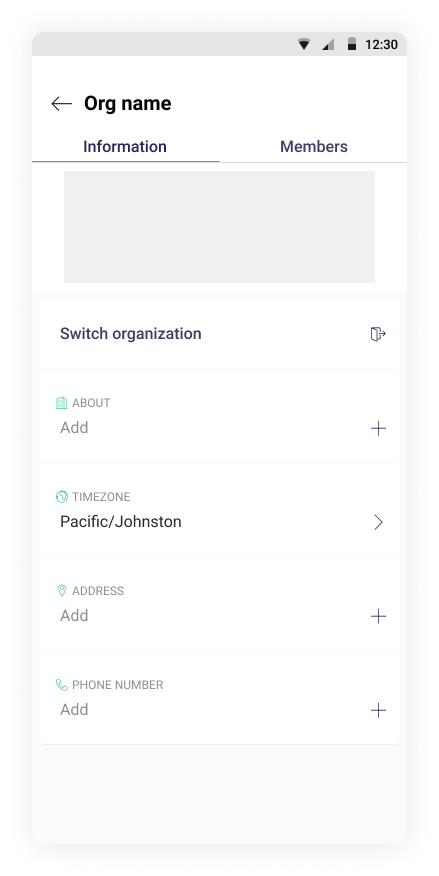 12:30
Org name
Information
Members
Switch organization
ABOUT
Add
TIMEZONE
Pacific/Johnston
ADDRESS
Add
PHONE NUMBER
Add